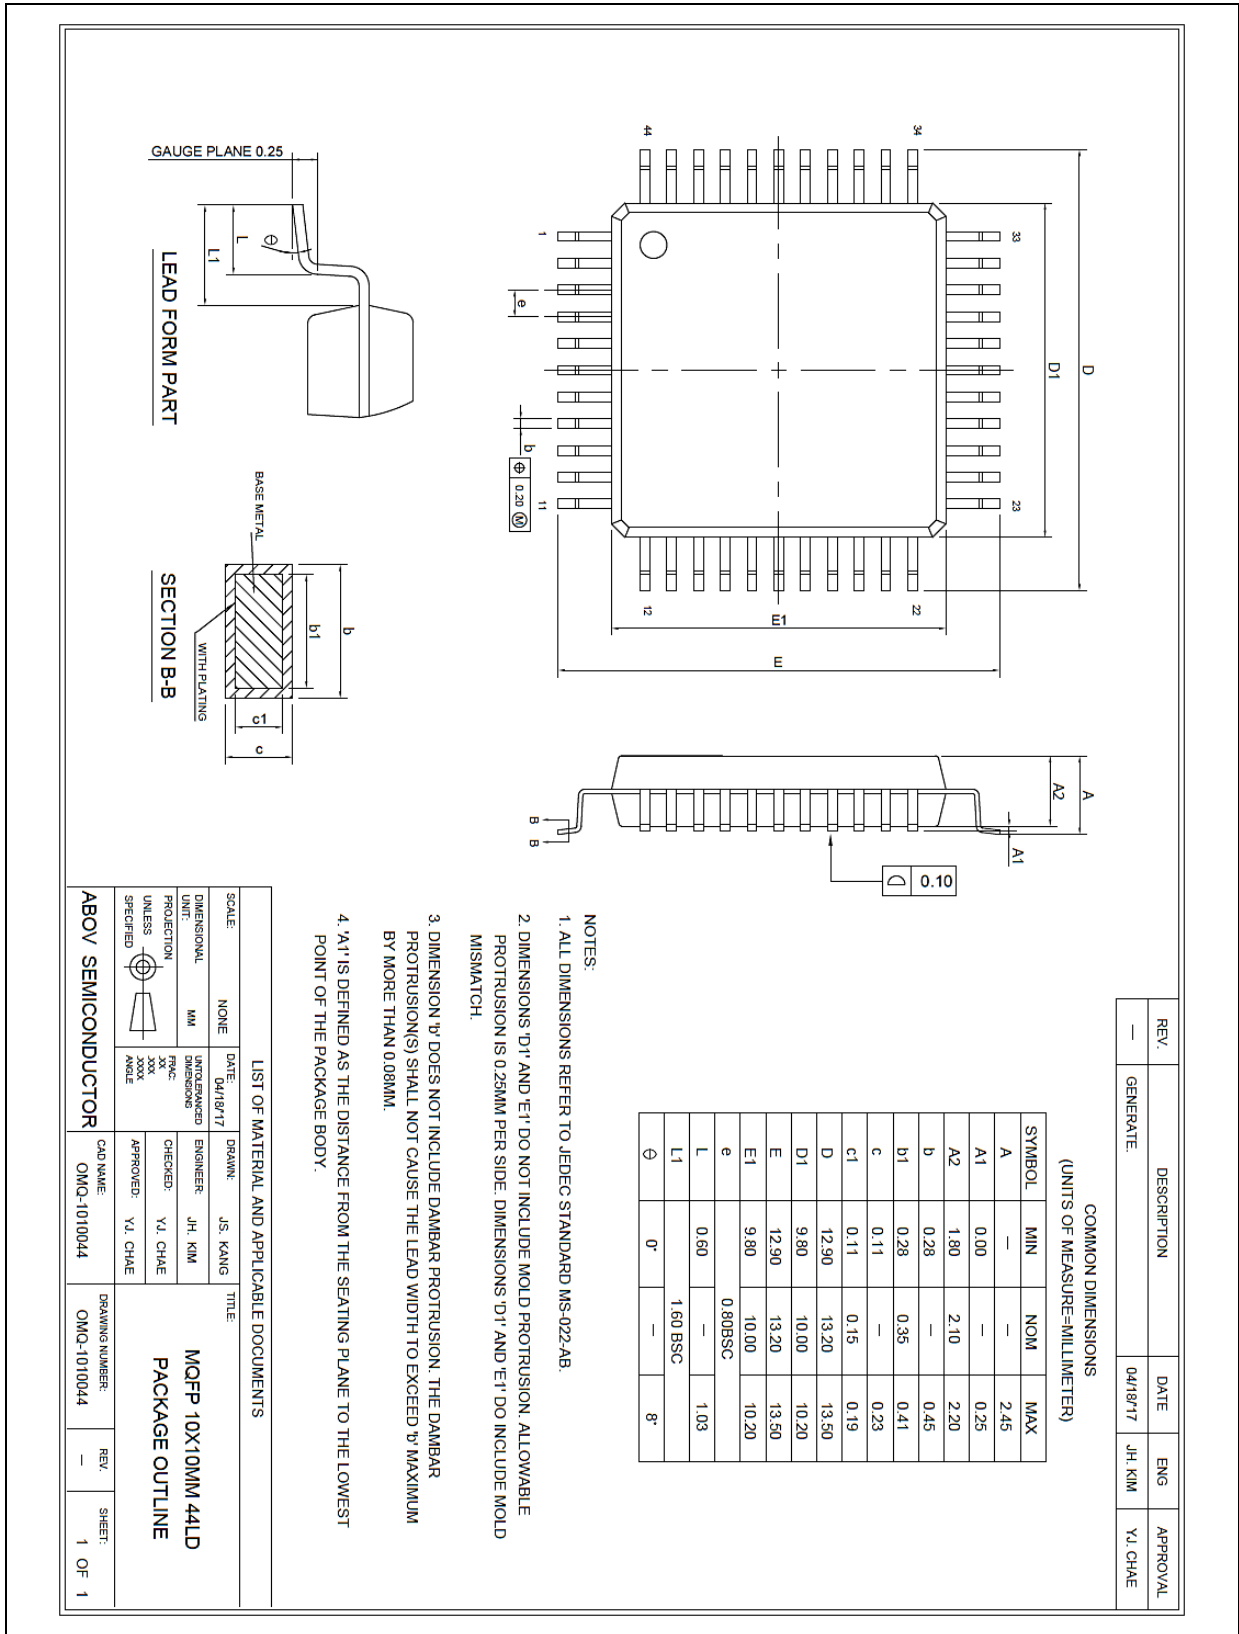 REV. DESCRIPTION DATE ENG APPROVAL
— GENERATE. 04/18/'17 JH. KIM YJ. CHAE
44
34
1
33
11
23
12
22
D
D1
E1
E
e
b
⌖ 0.20 Ⓜ
A
A2
A1
⌓ 0.10
B B
COMMON DIMENSIONS
(UNITS OF MEASURE=MILLIMETER)
SYMBOL MIN NOM MAX
A — — 2.45
A1 0.00 — 0.25
A2 1.80 2.10 2.20
b 0.28 — 0.45
b1 0.28 0.35 0.41
c 0.11 — 0.23
c1 0.11 0.15 0.19
D 12.90 13.20 13.50
D1 9.80 10.00 10.20
E 12.90 13.20 13.50
E1 9.80 10.00 10.20
e 0.80BSC
L 0.60 — 1.03
L1 1.60 BSC
Θ 0° — 8°
GAUGE PLANE 0.25
L
L1
Θ
LEAD FORM PART
BASE METAL
WITH PLATING
b
b1
c1
c
SECTION B-B
NOTES:
1. ALL DIMENSIONS REFER TO JEDEC STANDARD MS-022-AB.
2. DIMENSIONS 'D1' AND 'E1' DO NOT INCLUDE MOLD PROTRUSION. ALLOWABLE
PROTRUSION IS 0.25MM PER SIDE. DIMENSIONS 'D1' AND 'E1' DO INCLUDE MOLD
MISMATCH.
3. DIMENSION 'b' DOES NOT INCLUDE DAMBAR PROTRUSION. THE DAMBAR
PROTRUSION(S) SHALL NOT CAUSE THE LEAD WIDTH TO EXCEED 'b' MAXIMUM
BY MORE THAN 0.08MM.
4. 'A1' IS DEFINED AS THE DISTANCE FROM THE SEATING PLANE TO THE LOWEST
POINT OF THE PACKAGE BODY.
LIST OF MATERIAL AND APPLICABLE DOCUMENTS
SCALE: NONE
DATE: 04/18/'17
DRAWN: JS. KANG
TITLE:
MQFP 10X10MM 44LD
PACKAGE OUTLINE
DIMENSIONAL
UNIT: MM
UNTOLERANCED
DIMENSIONS
ENGINEER: JH. KIM
PROJECTION
UNLESS
SPECIFIED
FRAC:
.XX
.XXX
.XXXX
ANGLE
CHECKED: YJ. CHAE
APPROVED: YJ. CHAE
ABOV SEMICONDUCTOR
CAD NAME:
OMQ-1010044
DRAWING NUMBER:
OMQ-1010044
REV.
—
SHEET:
1 OF 1